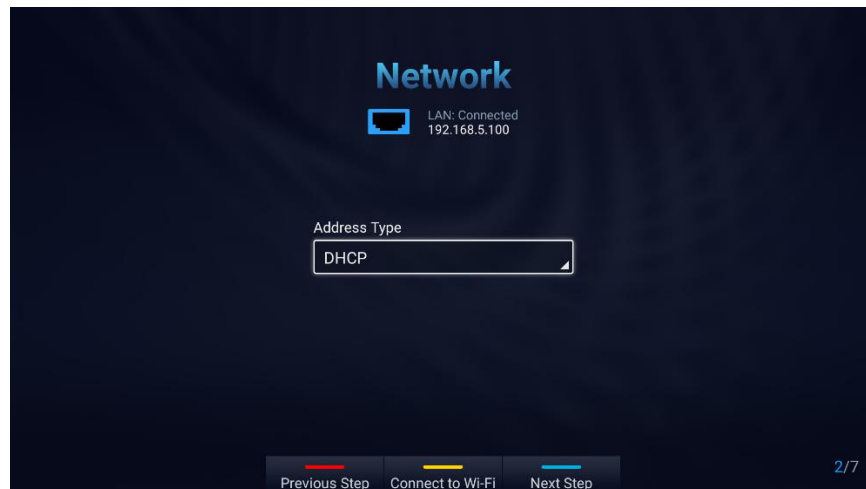 Network
LAN: Connected
192.168.5.100
Address Type
DHCP
Previous Step Connect to Wi-Fi Next Step
2/7